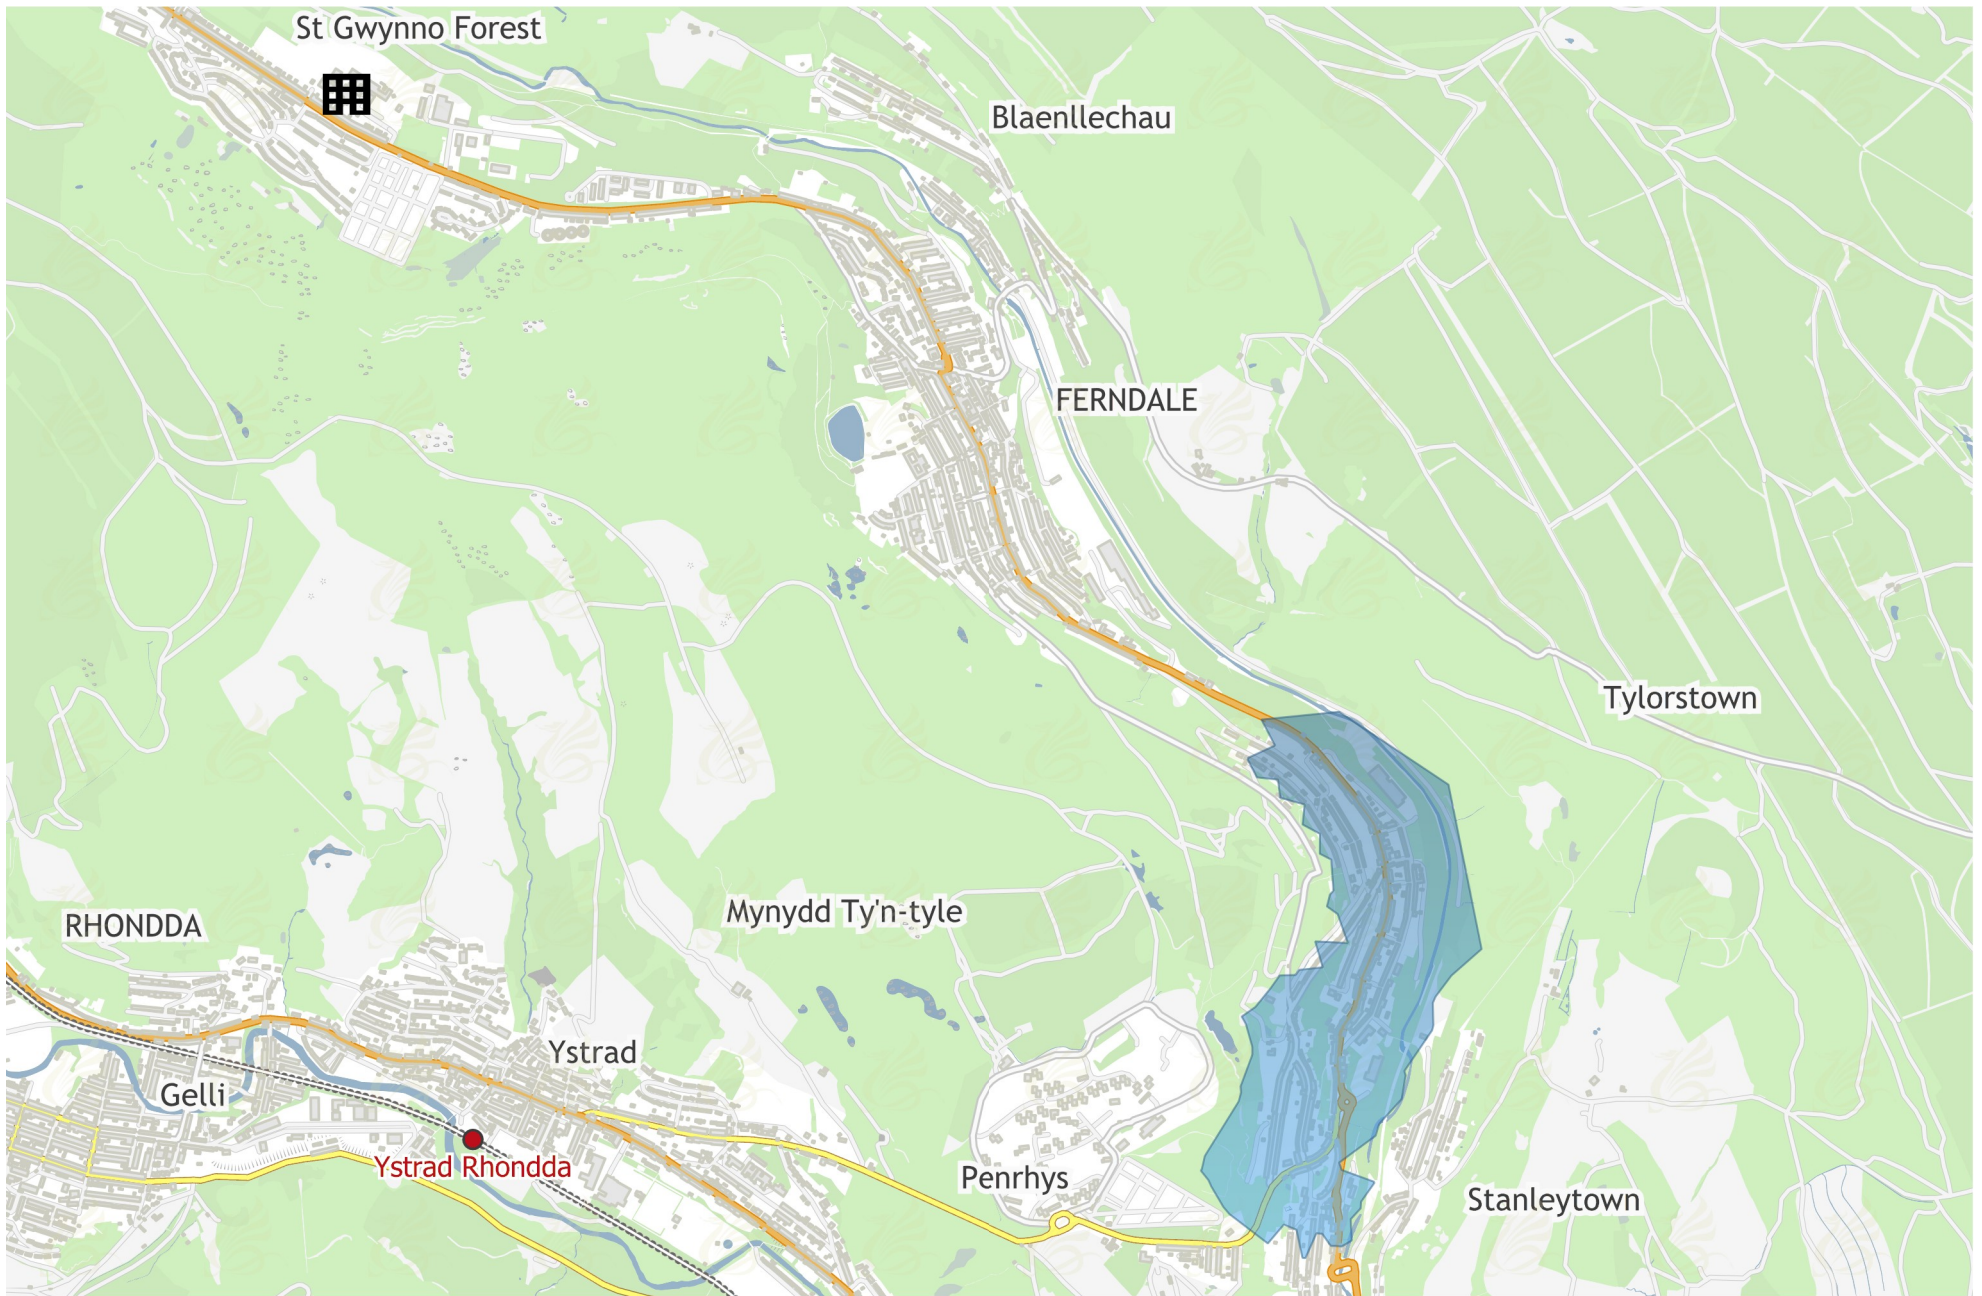 St Gwynno Forest
Blaenllechau
FERNDALE
Tylorstown
RHONDDA
Mynydd Ty'n-tyle
Ystrad
Gelli
Ystrad Rhondda
Penrhys
Stanleytown